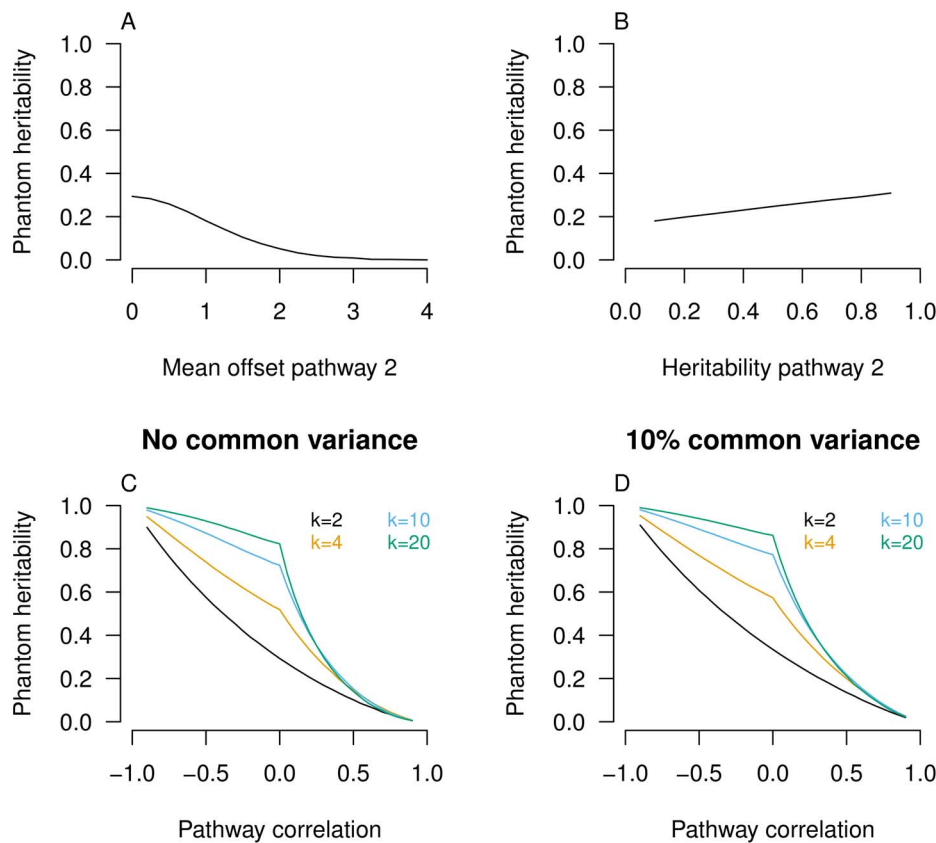 A
Phantom heritability
1.0
0.8
0.6
0.4
0.2
0.0
0 1 2 3 4
Mean offset pathway 2
B
Phantom heritability
1.0
0.8
0.6
0.4
0.2
0.0
0.0 0.2 0.4 0.6 0.8 1.0
Heritability pathway 2
No common variance
C
Phantom heritability
1.0
0.8
0.6
0.4
0.2
0.0
k=2 k=10
k=4 k=20
−1.0 −0.5 0.0 0.5 1.0
Pathway correlation
10% common variance
D
Phantom heritability
1.0
0.8
0.6
0.4
0.2
0.0
k=2 k=10
k=4 k=20
−1.0 −0.5 0.0 0.5 1.0
Pathway correlation